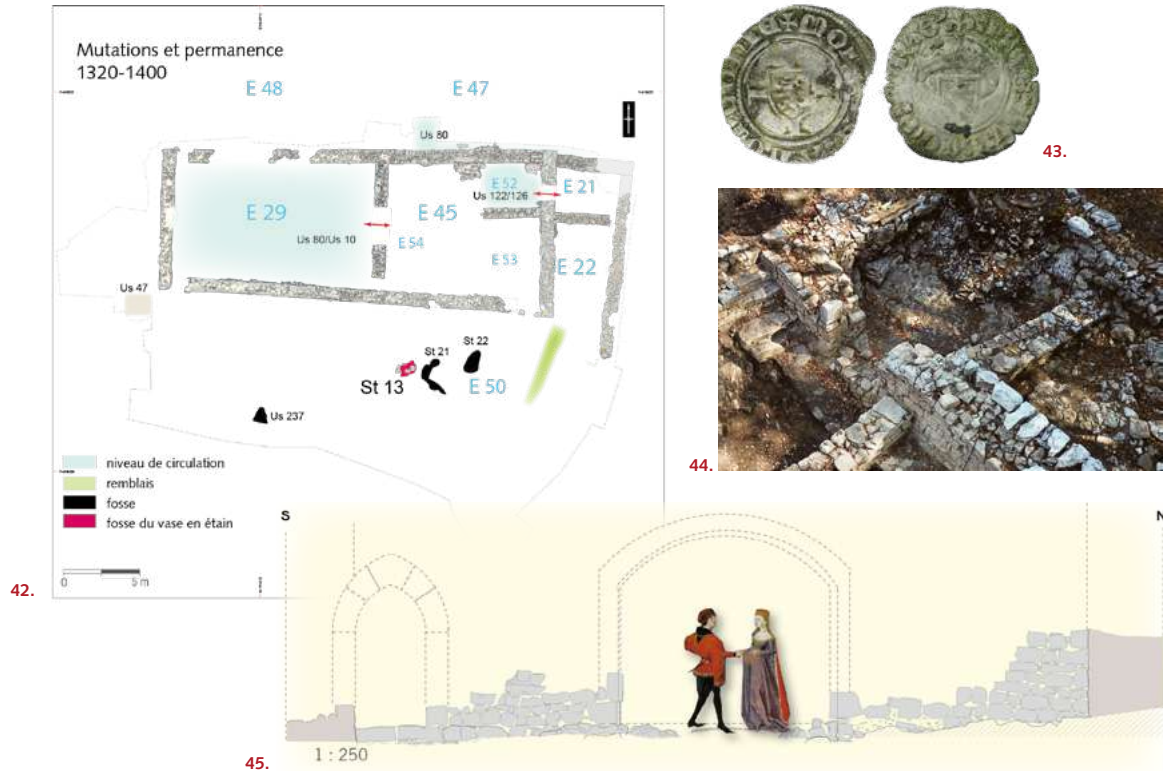 Mutations et permanence
1320-1400
E 48
E 47
Us 80
E 52
E 21
Us 122/126
E 29
E 45
Us 80/Us 10
E 54
E 53
E 22
Us 47
St 21
St 22
St 13
E 50
Us 237
niveau de circulation
remblais
fosse
fosse du vase en étain
0
5 m
42.
43.
44.
S
N
1 : 250
45.